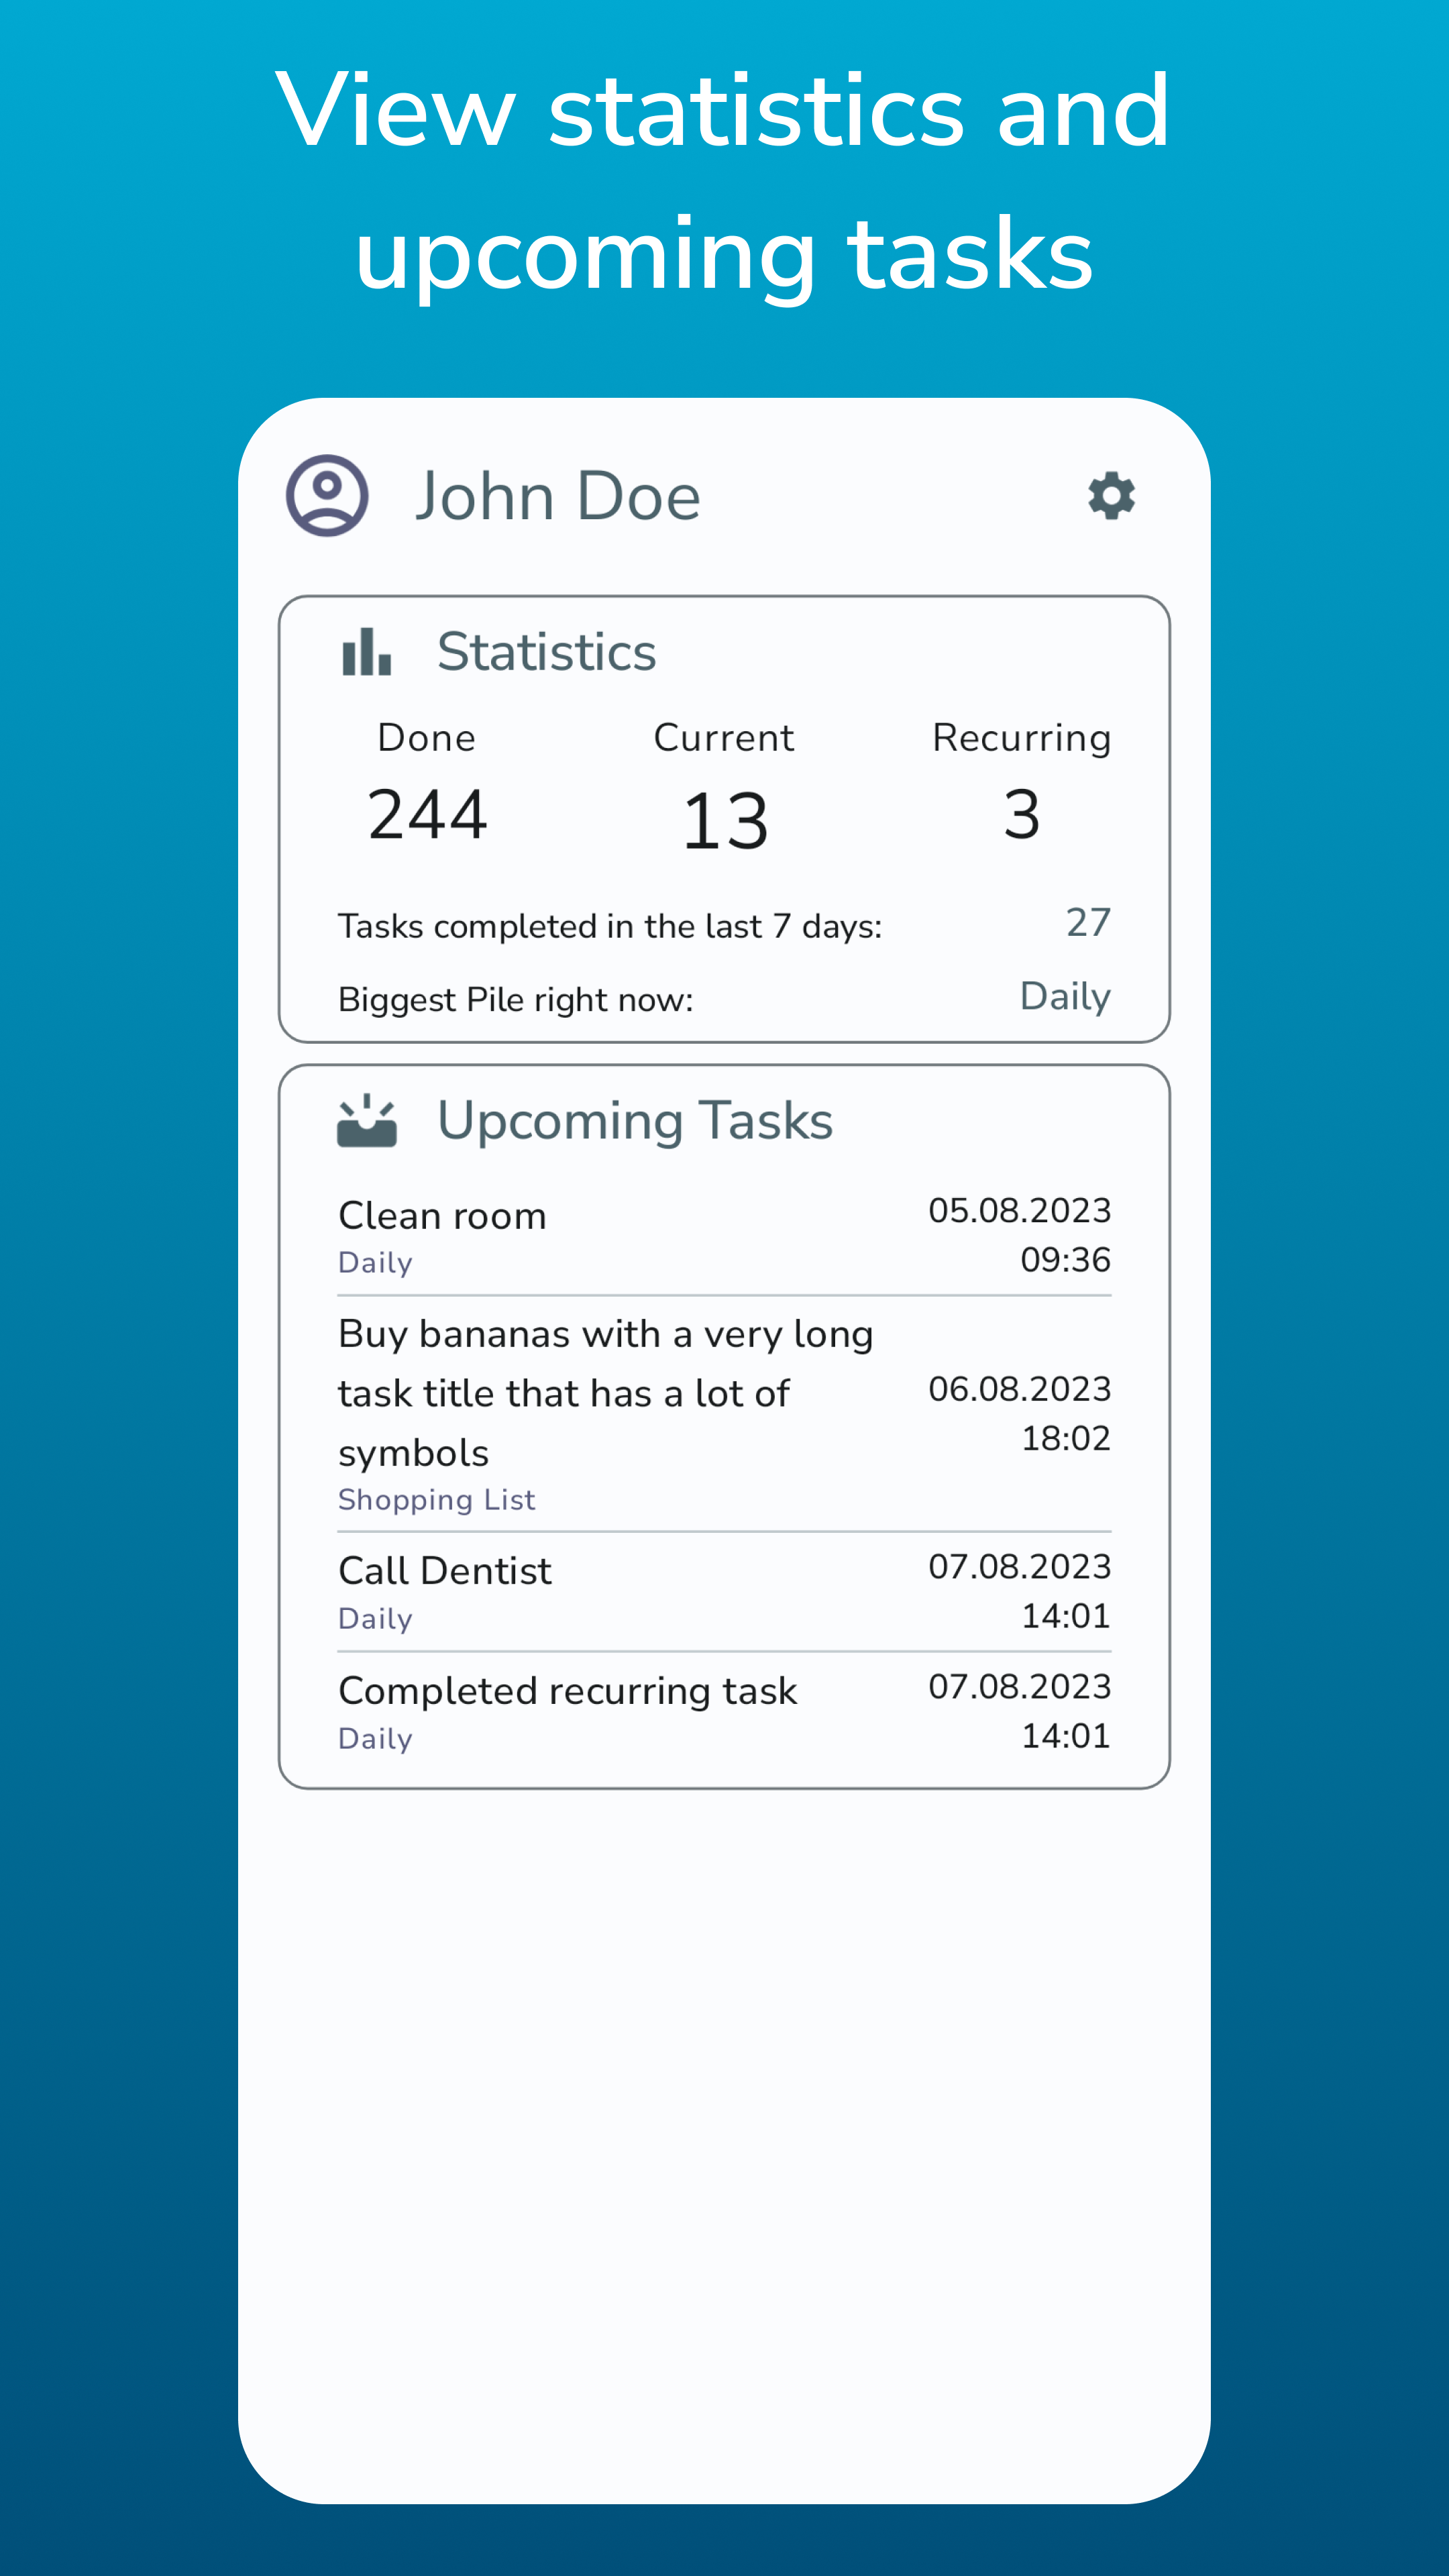 View statistics and
upcoming tasks
John Doe
Statistics
Done Current Recurring
244 13 3
Tasks completed in the last 7 days: 27
Biggest Pile right now: Daily
Upcoming Tasks
Clean room 05.08.2023
Daily 09:36
Buy bananas with a very long
task title that has a lot of 06.08.2023
symbols 18:02
Shopping List
Call Dentist 07.08.2023
Daily 14:01
Completed recurring task 07.08.2023
Daily 14:01